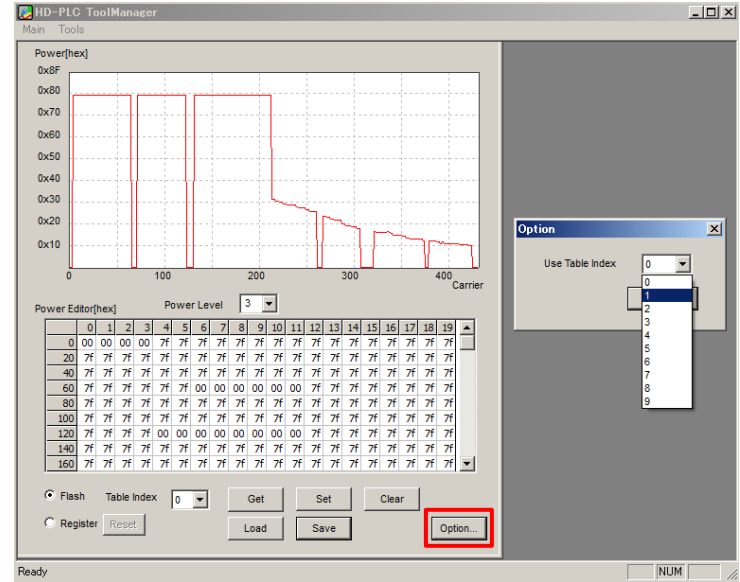 HD-PLC ToolManager
Main Tools
Power[hex]
0x8F
0x80
0x70
0x60
0x50
0x40
0x30
0x20
0x10
0 100 200 300 400
Carrier
Power Editor[hex] Power Level 3
0 1 2 3 4 5 6 7 8 9 10 11 12 13 14 15 16 17 18 19
0 00 00 00 00 7f 7f 7f 7f 7f 7f 7f 7f 7f 7f 7f 7f 7f 7f 7f 7f
20 7f 7f 7f 7f 7f 7f 7f 7f 7f 7f 7f 7f 7f 7f 7f 7f 7f 7f 7f 7f
40 7f 7f 7f 7f 7f 7f 7f 7f 7f 7f 7f 7f 7f 7f 7f 7f 7f 7f 7f 7f
60 7f 7f 7f 7f 7f 7f 00 00 00 00 00 00 7f 7f 7f 7f 7f 7f 7f 7f
80 7f 7f 7f 7f 7f 7f 7f 7f 7f 7f 7f 7f 7f 7f 7f 7f 7f 7f 7f 7f
100 7f 7f 7f 7f 7f 7f 7f 7f 7f 7f 7f 7f 7f 7f 7f 7f 7f 7f 7f 7f
120 7f 7f 7f 7f 00 00 00 00 00 00 00 00 7f 7f 7f 7f 7f 7f 7f 7f
140 7f 7f 7f 7f 7f 7f 7f 7f 7f 7f 7f 7f 7f 7f 7f 7f 7f 7f 7f 7f
160 7f 7f 7f 7f 7f 7f 7f 7f 7f 7f 7f 7f 7f 7f 7f 7f 7f 7f 7f 7f
Flash Table Index 0 Get Set Clear
Register Reset Load Save Option...
Ready NUM
Option
Use Table Index 0
0
1
2
3
4
5
6
7
8
9